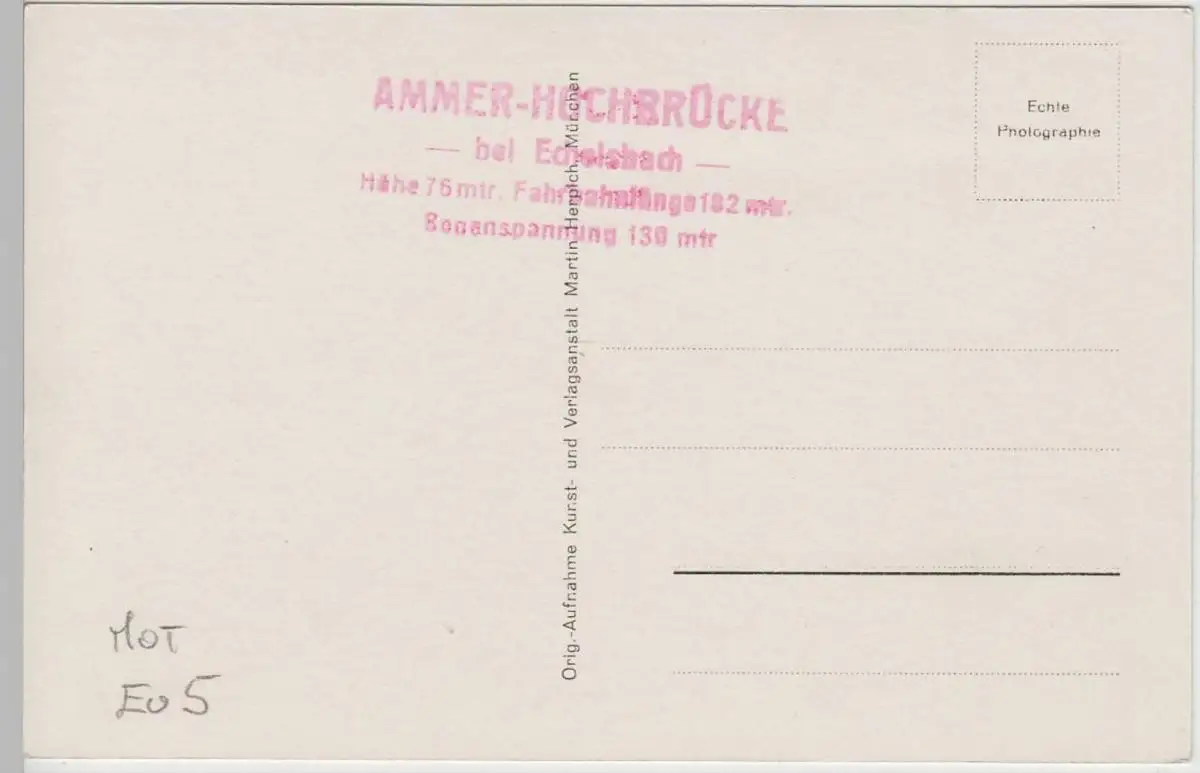 AMMER-HOCHBRÜCKE
— bei Echelsbach —
Höhe 76 mtr. Fahrbahnlänge 182 mtr.
Bogenspannung 130 mtr
Echte
Photographie
Orig.-Aufnahme Kunst- und Verlagsanstalt Martin Herpich, München
MOT
Eu 5